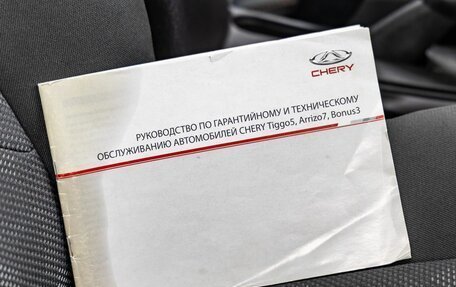 CHERY
РУКОВОДСТВО ПО ГАРАНТИЙНОМУ И ТЕХНИЧЕСКОМУ
ОБСЛУЖИВАНИЮ АВТОМОБИЛЕЙ CHERY Tiggo5, Arrizo7, Bonus3